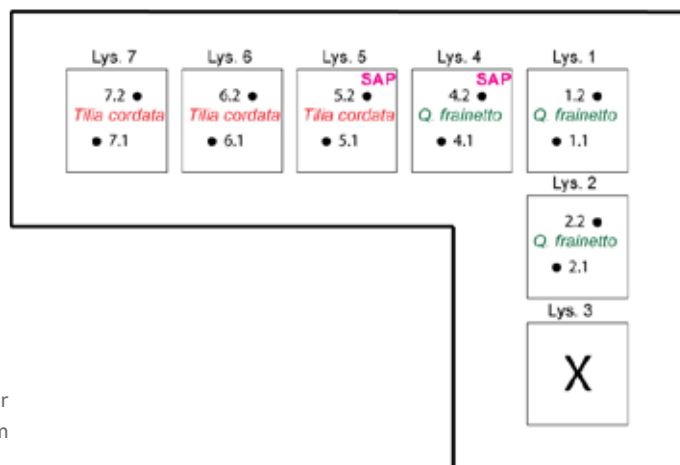 Lys. 7 Lys. 6 Lys. 5 Lys. 4 Lys. 1
SAP SAP
7.2 6.2 5.2 4.2 1.2
Tilia cordata Tilia cordata Tilia cordata Q. frainetto Q. frainetto
7.1 6.1 5.1 4.1 1.1
Lys. 2
2.2
Q. frainetto
2.1
Lys. 3
X
r